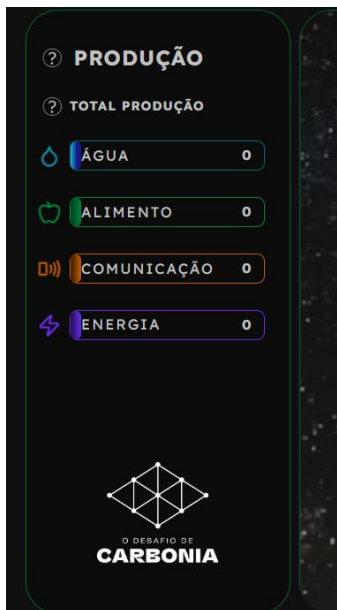 ? PRODUÇÃO
? TOTAL PRODUÇÃO
ÁGUA 0
ALIMENTO 0
COMUNICAÇÃO 0
ENERGIA 0
O DESAFIO DE
CARBONIA